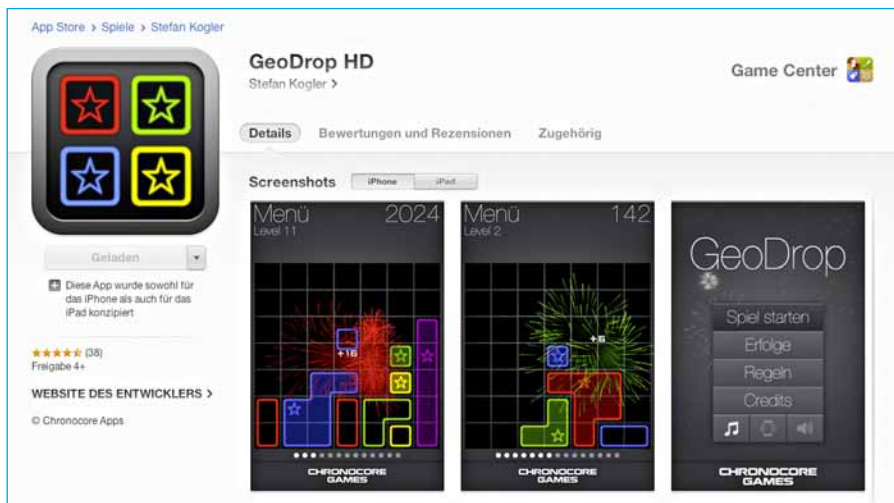 App Store > Spiele > Stefan Kogler
GeoDrop HD
Stefan Kogler >
Game Center
Details Bewertungen und Rezensionen Zugehörig
Screenshots iPhone iPad
Geladen
Diese App wurde sowohl für
das iPhone als auch für das
iPad konzipiert
(38)
Freigabe 4+
WEBSITE DES ENTWICKLERS >
© Chronocore Apps
Menü 2024
Level 11
+16
CHRONOCORE
GAMES
Menü 142
Level 2
+6
CHRONOCORE
GAMES
GeoDrop
Spiel starten
Erfolge
Regeln
Credits
CHRONOCORE
GAMES